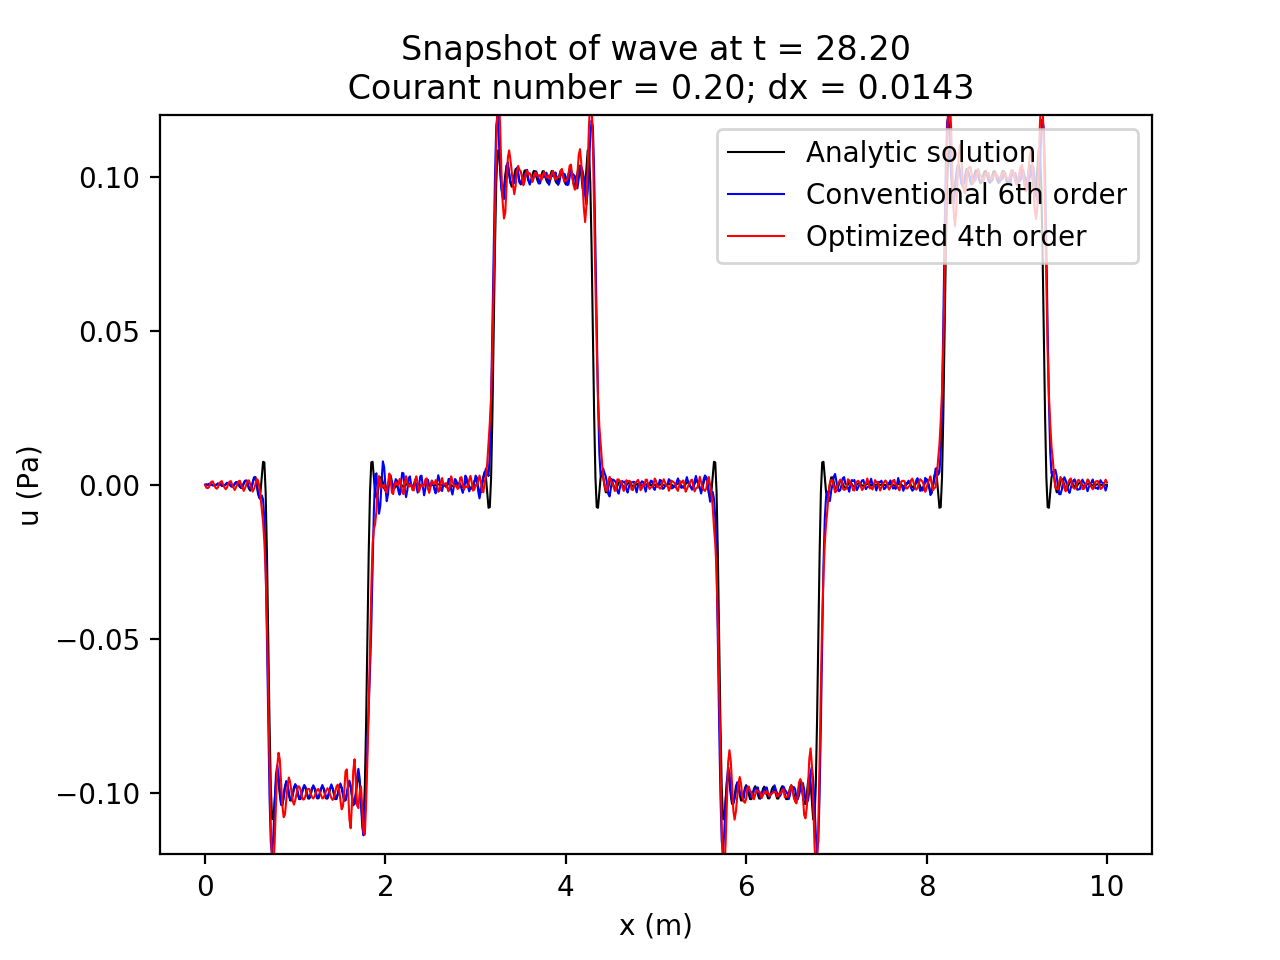 Snapshot of wave at t = 28.20
Courant number = 0.20; dx = 0.0143
Analytic solution
Conventional 6th order
Optimized 4th order
0.10
0.05
0.00
−0.05
−0.10
u (Pa)
0 2 4 6 8 10
x (m)